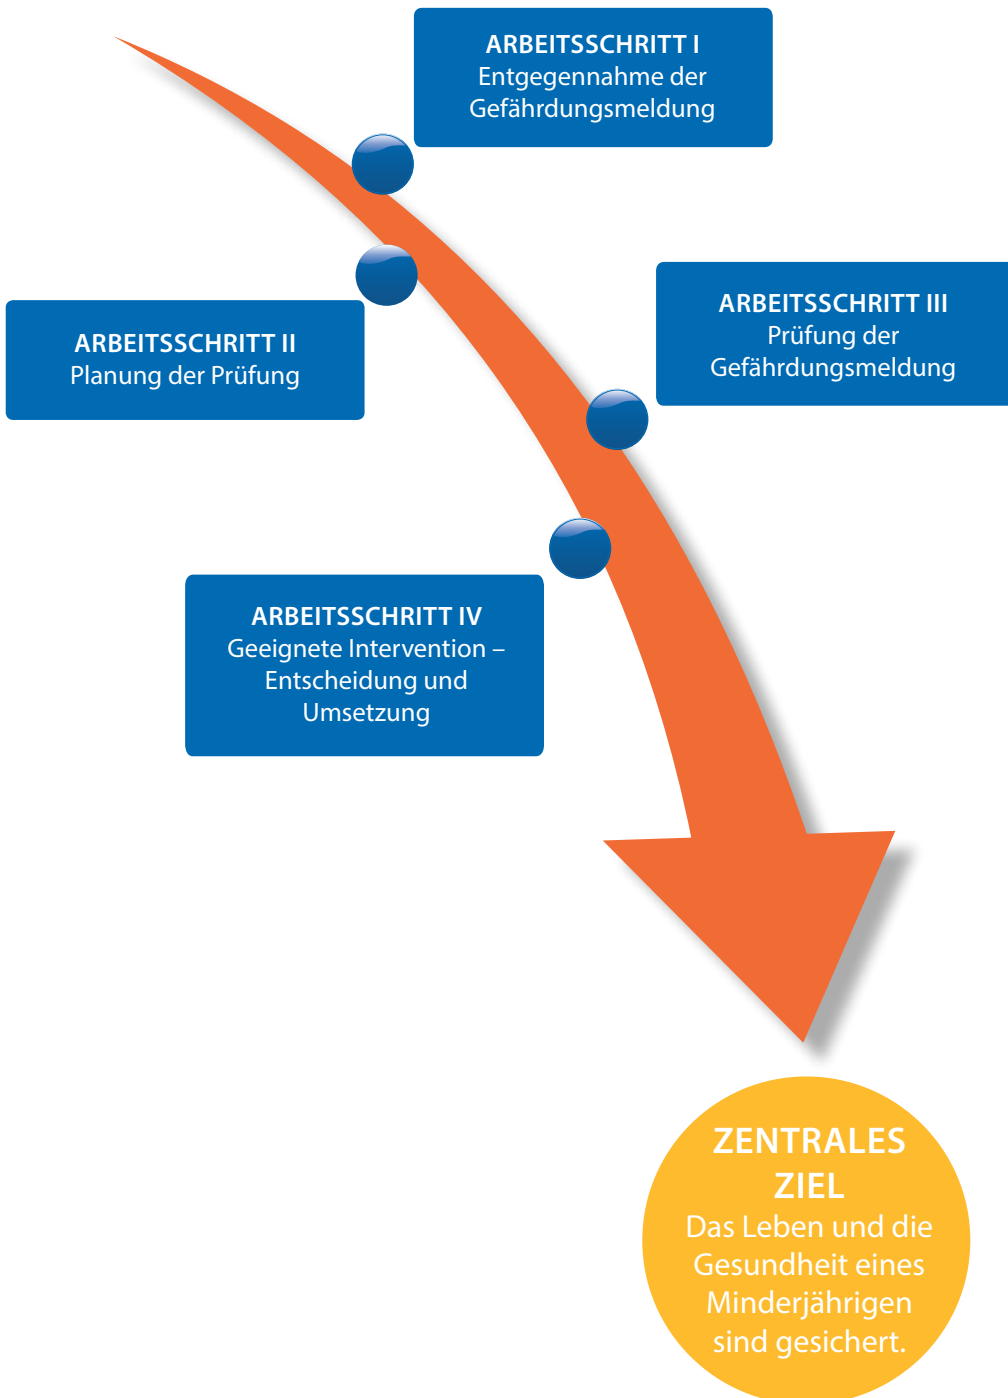 ARBEITSSCHRITT I
Entgegennahme der
Gefährdungsmeldung
ARBEITSSCHRITT II
Planung der Prüfung
ARBEITSSCHRITT III
Prüfung der
Gefährdungsmeldung
ARBEITSSCHRITT IV
Geeignete Intervention –
Entscheidung und
Umsetzung
ZENTRALES
ZIEL
Das Leben und die
Gesundheit eines
Minderjährigen
sind gesichert.